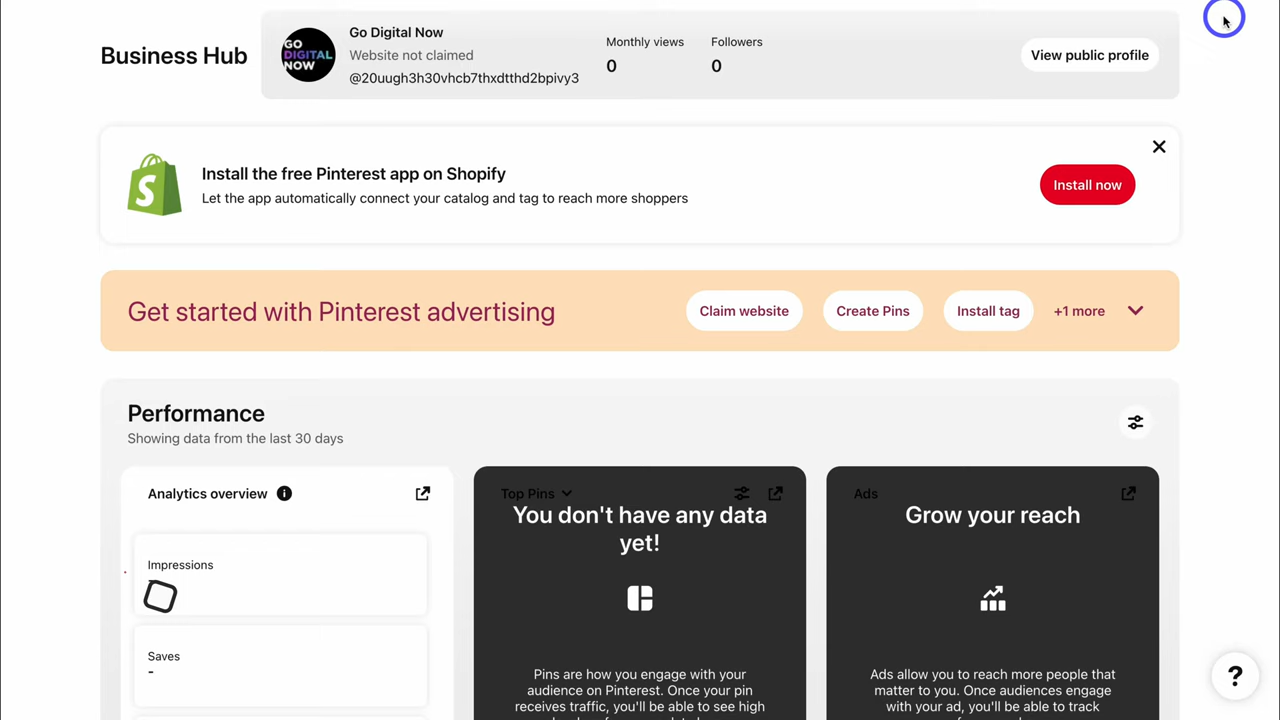 Business Hub
GO
DIGITAL
NOW
Go Digital Now
Website not claimed
@20uugh3h30vhcb7thxdtthd2bpivy3
Monthly views
0
Followers
0
View public profile
Install the free Pinterest app on Shopify
Let the app automatically connect your catalog and tag to reach more shoppers
Install now
Get started with Pinterest advertising
Claim website
Create Pins
Install tag
+1 more
Performance
Showing data from the last 30 days
Analytics overview
Impressions
Saves
-
Top Pins
You don't have any data
yet!
Pins are how you engage with your
audience on Pinterest. Once your pin
receives traffic, you'll be able to see high
Ads
Grow your reach
Ads allow you to reach more people that
matter to you. Once audiences engage
with your ad, you'll be able to track
?